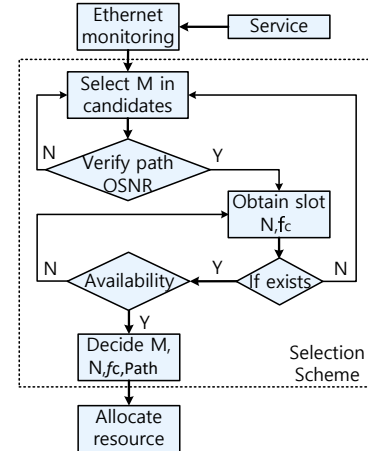 Ethernet
monitoring
Service
Select M in
candidates
N
Verify path
OSNR
Y
Obtain slot
N,fc
N
Availability
Y
If exists
N
Y
Decide M,
N,fc,Path
Selection
Scheme
Allocate
resource